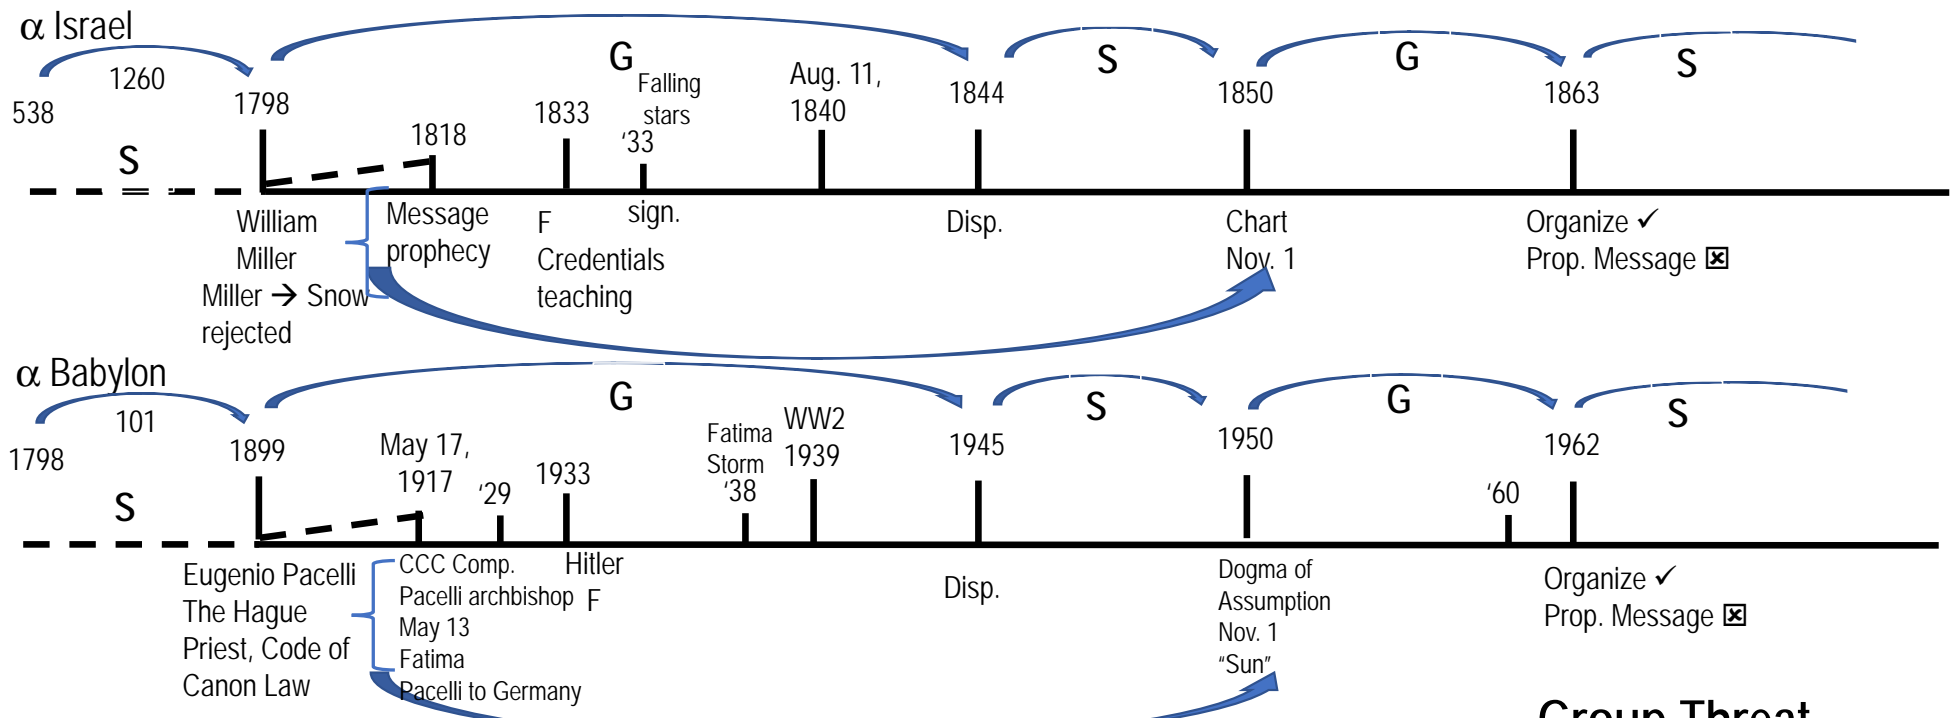 α Israel
538
1260
S
1798
G
1818
1833
Falling
stars
‘33
Aug. 11,
1840
1844
S
1850
G
1863
S
William
Miller
Miller → Snow
rejected
Message
prophecy
F
Credentials
teaching
sign.
Disp.
Chart
Nov. 1
Organize ✓
Prop. Message ☒
α Babylon
1798
101
S
1899
G
May 17,
1917
‘29
1933
Fatima
Storm
‘38
WW2
1939
1945
S
1950
G
‘60
1962
S
Eugenio Pacelli
The Hague
Priest, Code of
Canon Law
CCC Comp.
Pacelli archbishop
May 13
Fatima
Pacelli to Germany
Hitler
F
Disp.
Dogma of
Assumption
Nov. 1
“Sun”
Organize ✓
Prop. Message ☒
Group Threat